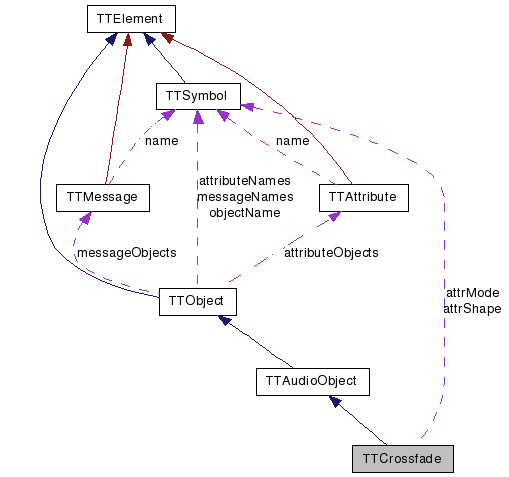 TTElement
TTSymbol
name
name
attributeNames
messageNames
objectName
TTMessage
TTAttribute
messageObjects
attributeObjects
attrMode
attrShape
TTObject
TTAudioObject
TTCrossfade